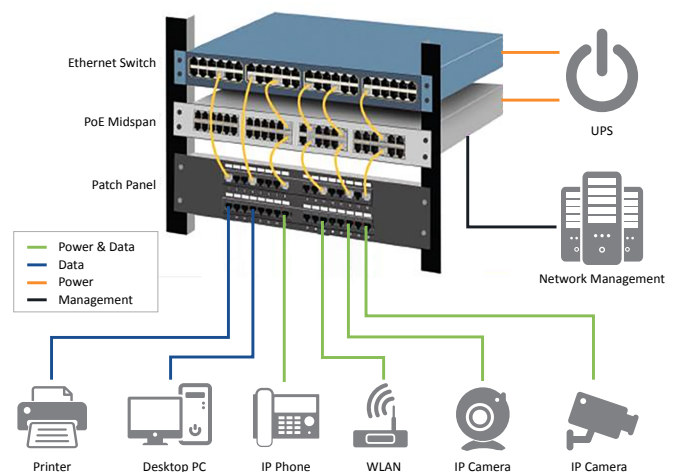 Ethernet Switch
PoE Midspan
UPS
Patch Panel
Power & Data
Data
Power
Management
Network Management
Printer
Desktop PC
IP Phone
WLAN
IP Camera
IP Camera